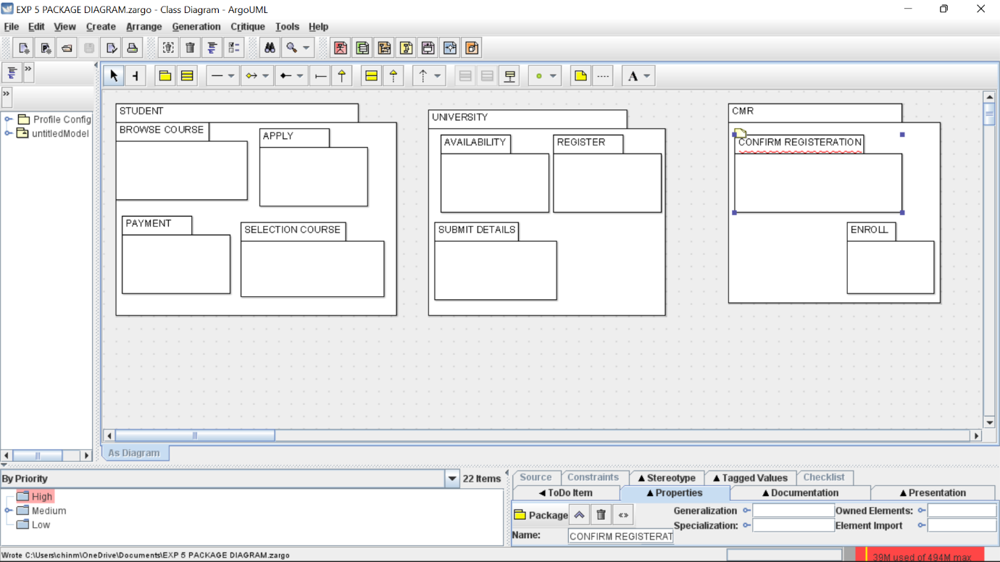 EXP 5 PACKAGE DIAGRAM.zargo - Class Diagram - ArgoUML
File Edit View Create Arrange Generation Critique Tools Help
A
Profile Config
untitledModel
STUDENT
BROWSE COURSE
APPLY
PAYMENT
SELECTION COURSE
UNIVERSITY
AVAILABILITY
REGISTER
SUBMIT DETAILS
CMR
CONFIRM REGISTERATION
ENROLL
As Diagram
By Priority
22 Items
High
Medium
Low
Source Constraints Stereotype Tagged Values Checklist
ToDo Item Properties Documentation Presentation
Package
Name: CONFIRM REGISTERAT
Generalization
Specialization:
Owned Elements:
Element Import
Wrote C:\Users\chinm\OneDrive\Documents\EXP 5 PACKAGE DIAGRAM.zargo
39M used of 494M max